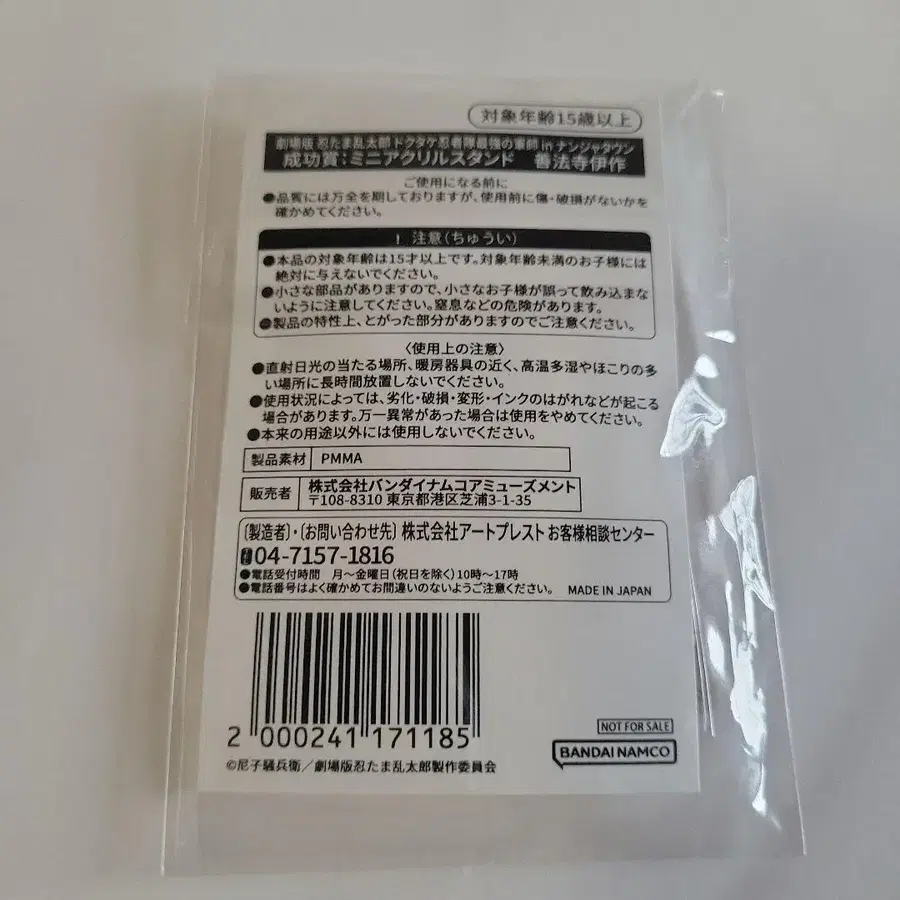 対象年齢15歳以上
劇場版 忍たま乱太郎 ドクタケ忍者隊最強の軍師 in ナンジャタウン
成功賞:ミニアクリルスタンド 善法寺伊作
ご使用になる前に
●品質には万全を期しておりますが、使用前に傷・破損がないかを
確かめてください。
! 注意(ちゅうい)
●本品の対象年齢は15才以上です。対象年齢未満のお子様には
絶対に与えないでください。
●小さな部品がありますので、小さなお子様が誤って飲み込まな
いように注意してください。窒息などの危険があります。
●製品の特性上、とがった部分がありますのでご注意ください。
〈使用上の注意〉
●直射日光の当たる場所、暖房器具の近く、高温多湿やほこりの多
い場所に長時間放置しないでください。
●使用状況によっては、劣化・破損・変形・インクのはがれなどが起こる
場合があります。万一異常があった場合は使用をやめてください。
●本来の用途以外には使用しないでください。
製品素材 PMMA
販売者 株式会社バンダイナムコアミューズメント
〒108-8310 東京都港区芝浦3-1-35
〔製造者〕・〔お問い合わせ先〕株式会社アートプレスト お客様相談センター
04-7157-1816
●電話受付時間 月〜金曜日(祝日を除く)10時〜17時
●電話番号はよく確かめてお間違いのないようご注意ください。 MADE IN JAPAN
2 000241 171185
NOT FOR SALE
BANDAI NAMCO
©尼子騒兵衛/劇場版忍たま乱太郎製作委員会